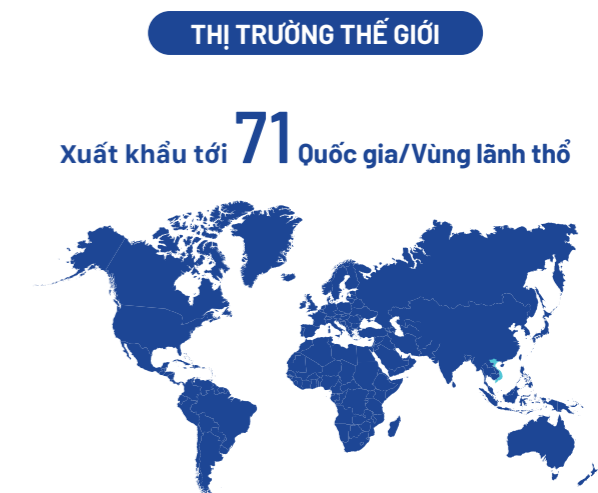 THỊ TRƯỜNG THẾ GIỚI
Xuất khẩu tới 71 Quốc gia/Vùng lãnh thổ